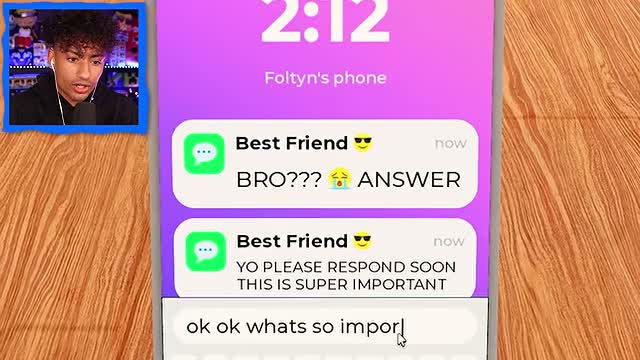 2:12
Foltyn's phone
Best Friend 😎 now
BRO??? 😭 ANSWER
Best Friend 😎 now
YO PLEASE RESPOND SOON
THIS IS SUPER IMPORTANT
ok ok whats so impor